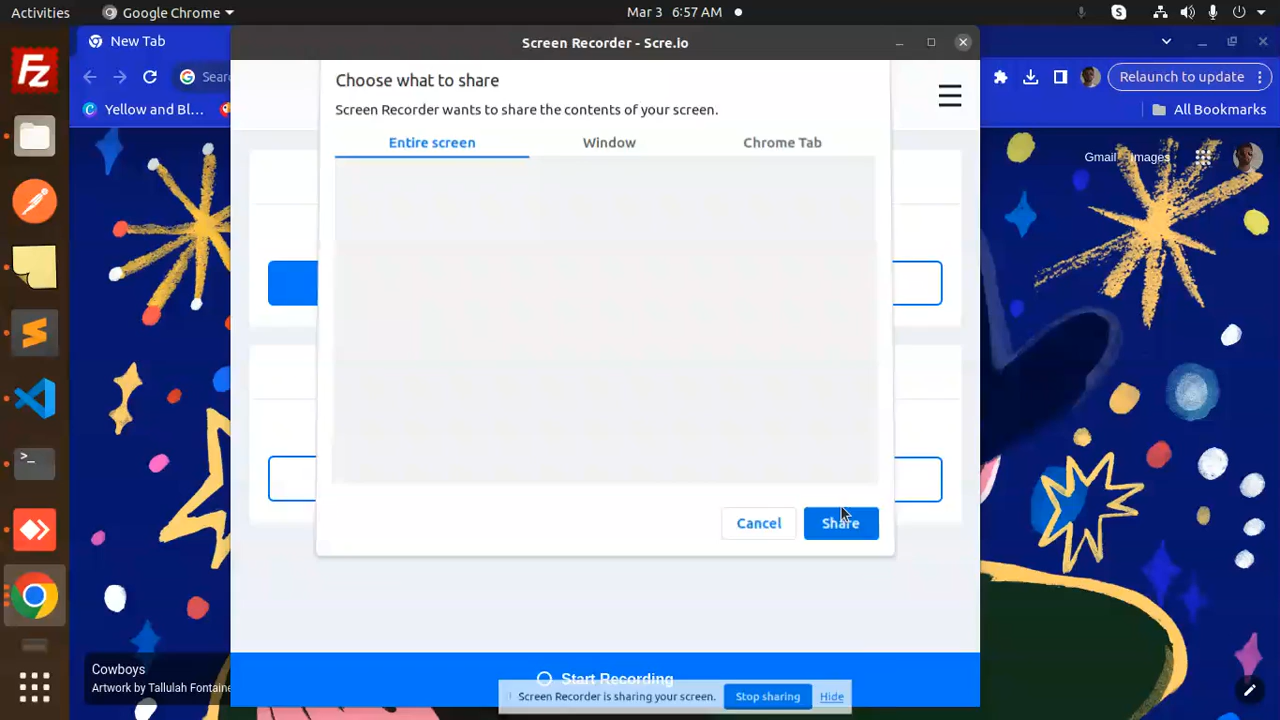 Activities
Google Chrome
Mar 3 6:57 AM
New Tab
Screen Recorder - Scre.io
Sear
Relaunch to update
Yellow and Bl...
All Bookmarks
Choose what to share
Screen Recorder wants to share the contents of your screen.
Entire screen
Window
Chrome Tab
Gmail
Images
Cancel
Share
Cowboys
Artwork by Tallulah Fontaine
Start Recording
Screen Recorder is sharing your screen.
Stop sharing
Hide